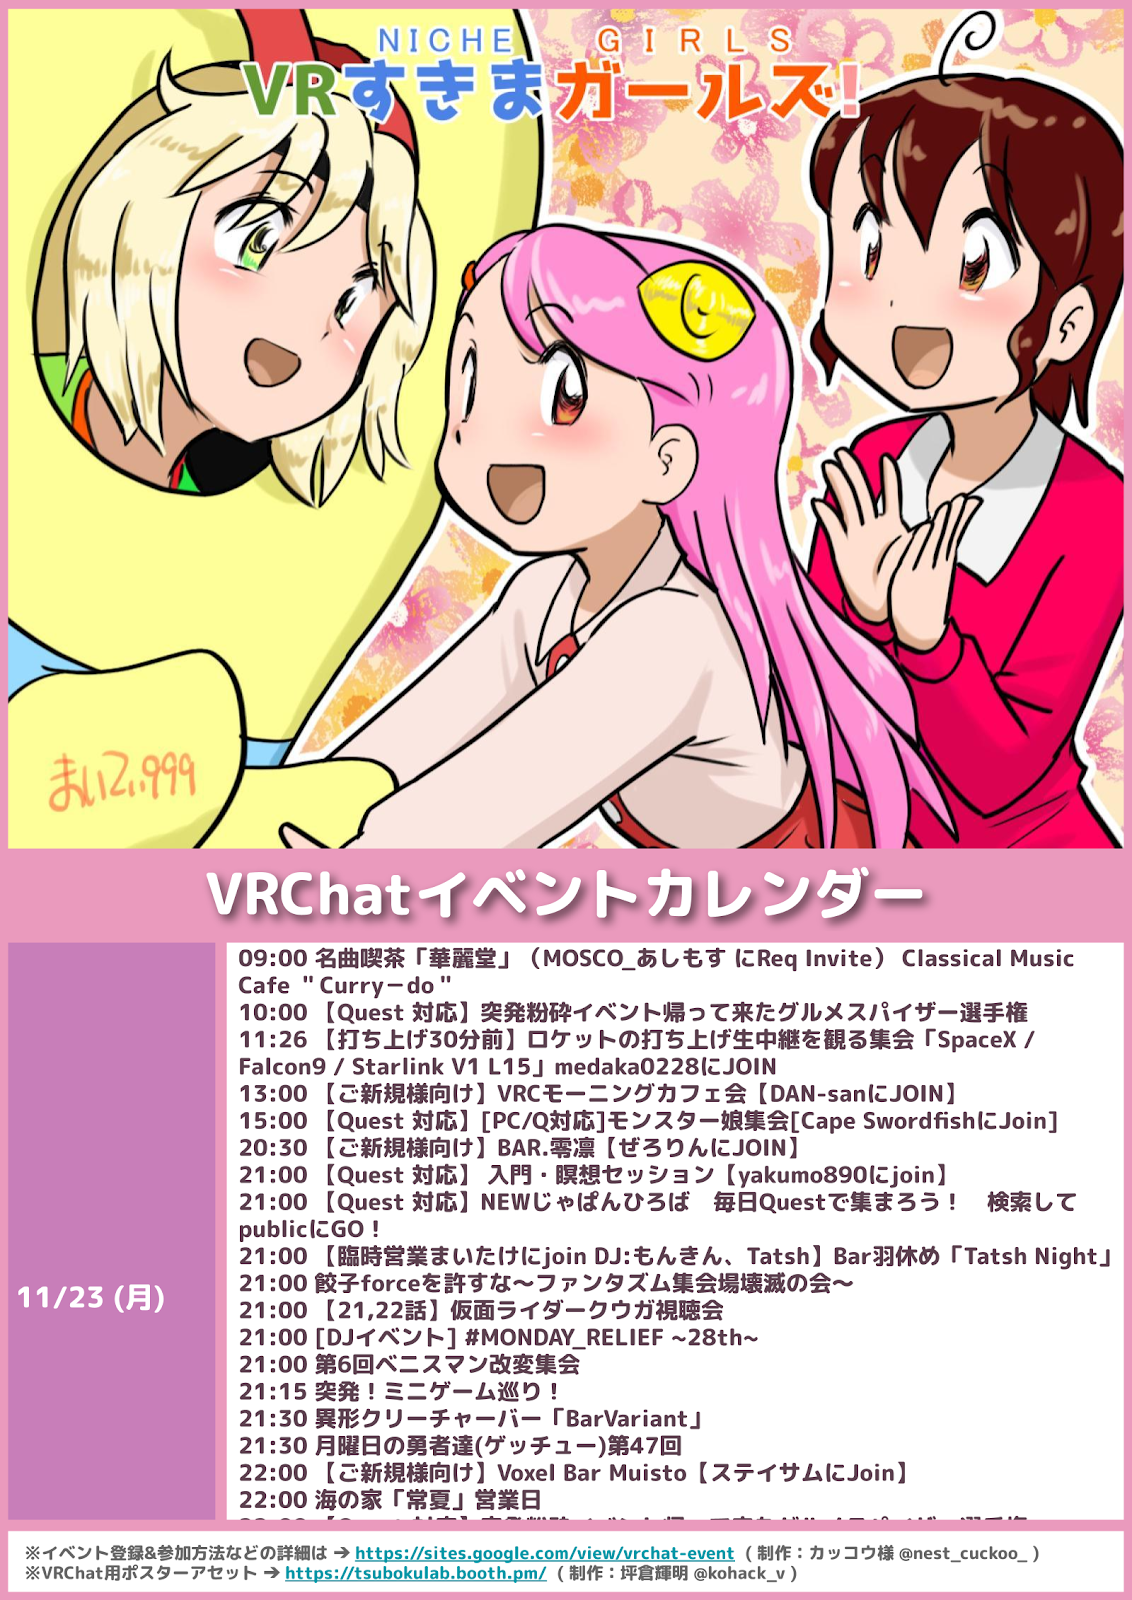 NICHE GIRLS
VRすきまガールズ!
まいてぃ999
VRChatイベントカレンダー
11/23 (月)
09:00 名曲喫茶「華麗堂」（MOSCO_あしもす にReq Invite） Classical Music
Cafe ＂Curry－do＂
10:00 【Quest 対応】突発粉砕イベント帰って来たグルメスパイザー選手権
11:26 【打ち上げ30分前】ロケットの打ち上げ生中継を観る集会「SpaceX /
Falcon9 / Starlink V1 L15」medaka0228にJOIN
13:00 【ご新規様向け】VRCモーニングカフェ会【DAN-sanにJOIN】
15:00 【Quest 対応】[PC/Q対応]モンスター娘集会[Cape SwordfishにJoin]
20:30 【ご新規様向け】BAR.零凛【ぜろりんにJOIN】
21:00 【Quest 対応】 入門・瞑想セッション【yakumo890にjoin】
21:00 【Quest 対応】NEWじゃぱんひろば　毎日Questで集まろう！　検索して
publicにGO！
21:00 【臨時営業まいたけにjoin DJ:もんきん、Tatsh】Bar羽休め「Tatsh Night」
21:00 餃子forceを許すな～ファンタズム集会場壊滅の会～
21:00 【21,22話】仮面ライダークウガ視聴会
21:00 [DJイベント] #MONDAY_RELIEF ~28th~
21:00 第6回ベニスマン改変集会
21:15 突発！ミニゲーム巡り！
21:30 異形クリーチャーバー「BarVariant」
21:30 月曜日の勇者達(ゲッチュー)第47回
22:00 【ご新規様向け】Voxel Bar Muisto【ステイサムにJoin】
22:00 海の家「常夏」営業日
※イベント登録&参加方法などの詳細は ➔ https://sites.google.com/view/vrchat-event ( 制作：カッコウ様 @nest_cuckoo_ )
※VRChat用ポスターアセット ➔ https://tsubokulab.booth.pm/ ( 制作：坪倉輝明 @kohack_v )